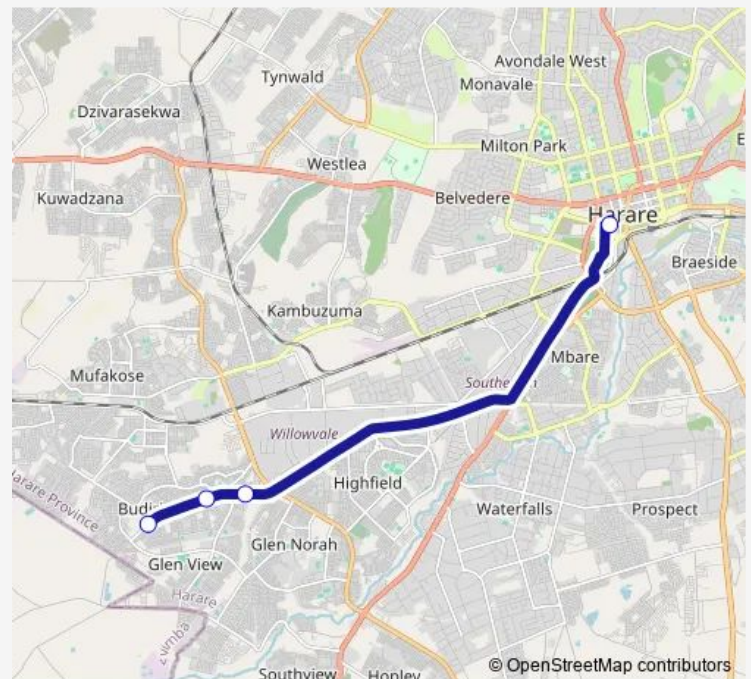 Avondale West
Tynwald
Monavale
Dzivarasekwa
Milton Park
Westlea
E
Kuwadzana
Belvedere
Harare
Braeside
Kambuzuma
Mbare
Mufakose
Willowvale
Highfield
Harare Province
Waterfalls
Prospect
Glen Norah
Glen View
Harare
Southview
Hopley
© OpenStreetMap contributors